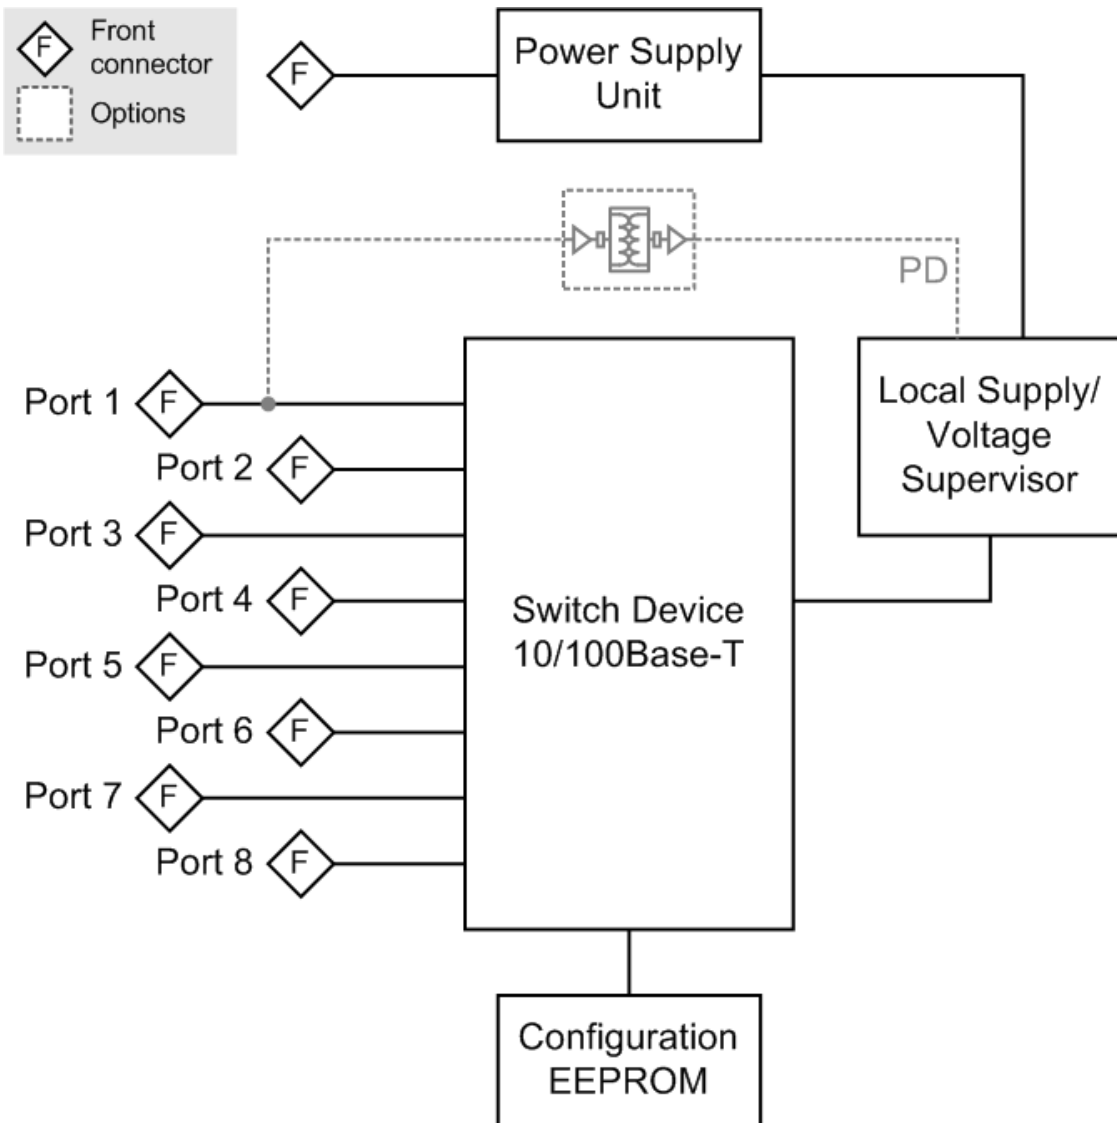 F
Front
connector
Options
F
Power Supply
Unit
PD
Port 1
F
Port 2
F
Port 3
F
Port 4
F
Port 5
F
Port 6
F
Port 7
F
Port 8
F
Switch Device
10/100Base-T
Local Supply/
Voltage
Supervisor
Configuration
EEPROM